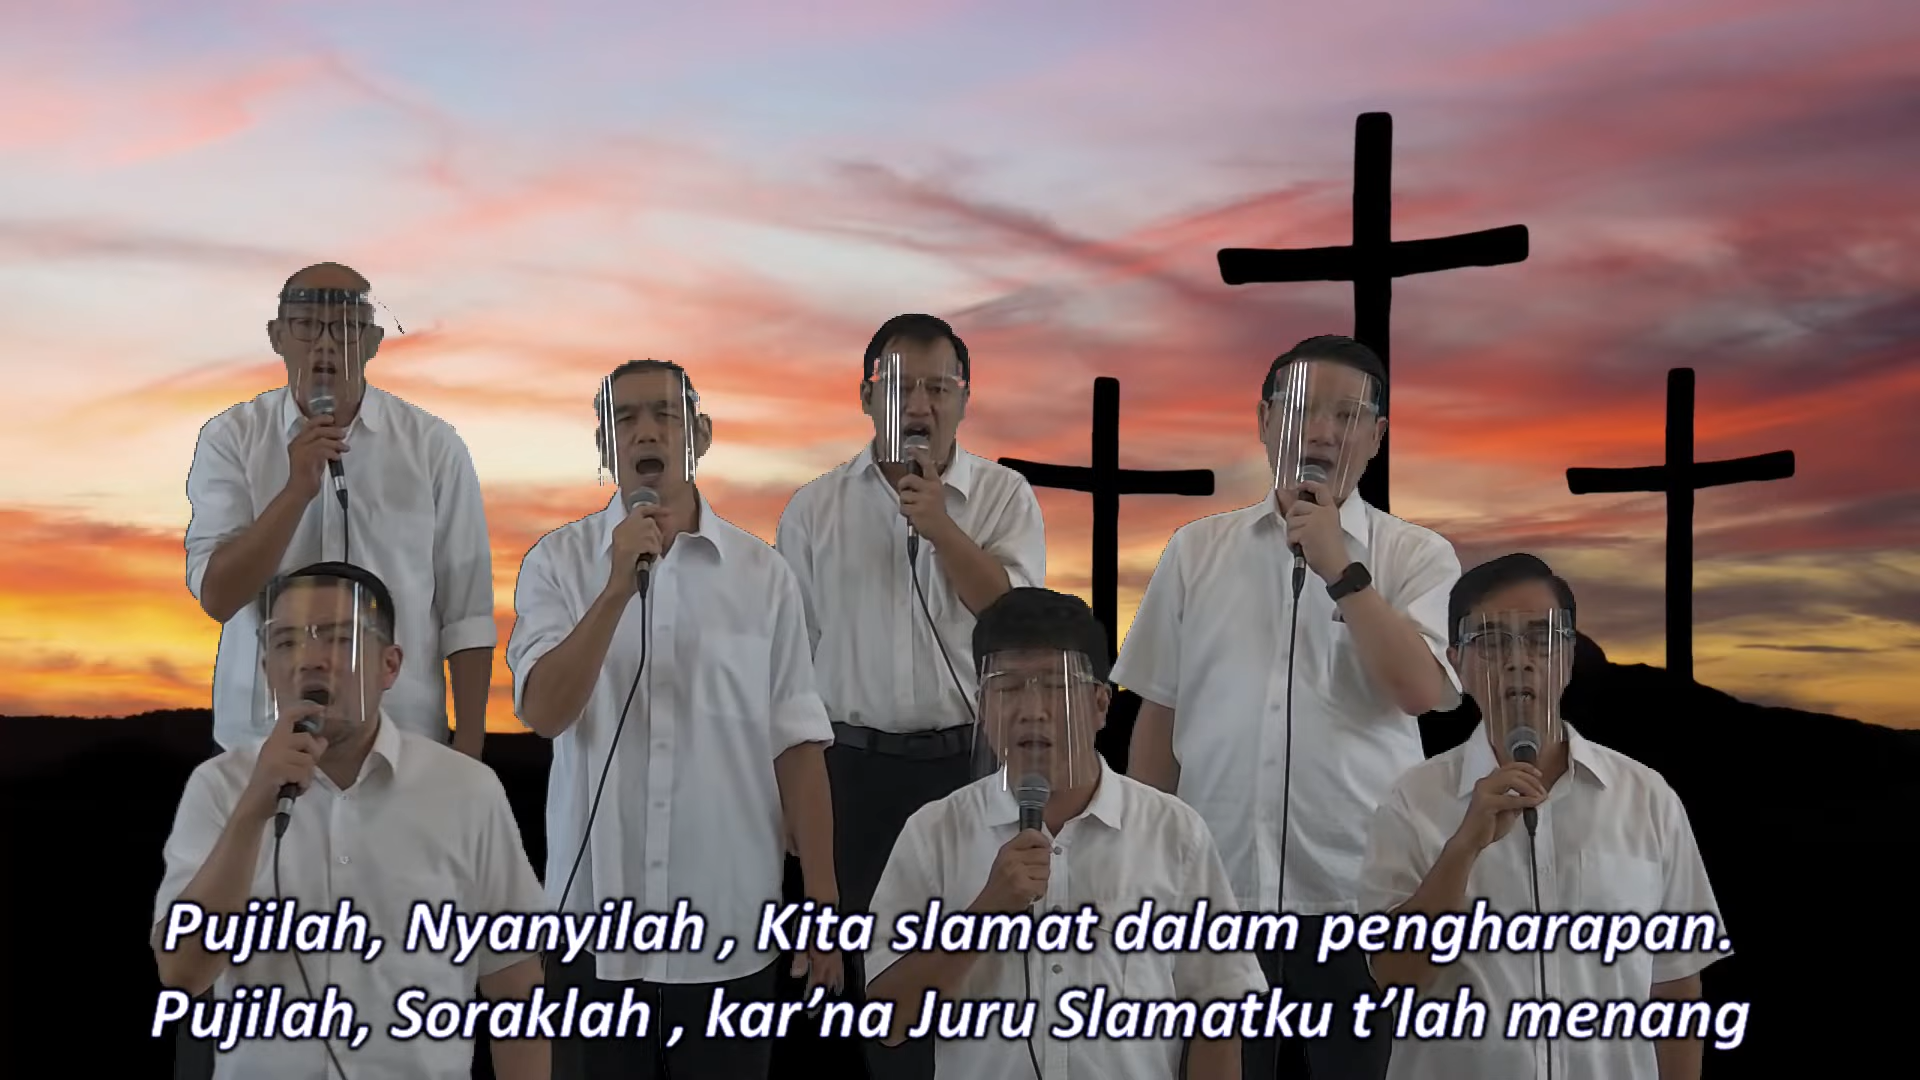 Pujilah, Nyanyilah , Kita slamat dalam pengharapan.
Pujilah, Soraklah , kar’na Juru Slamatku t’lah menang